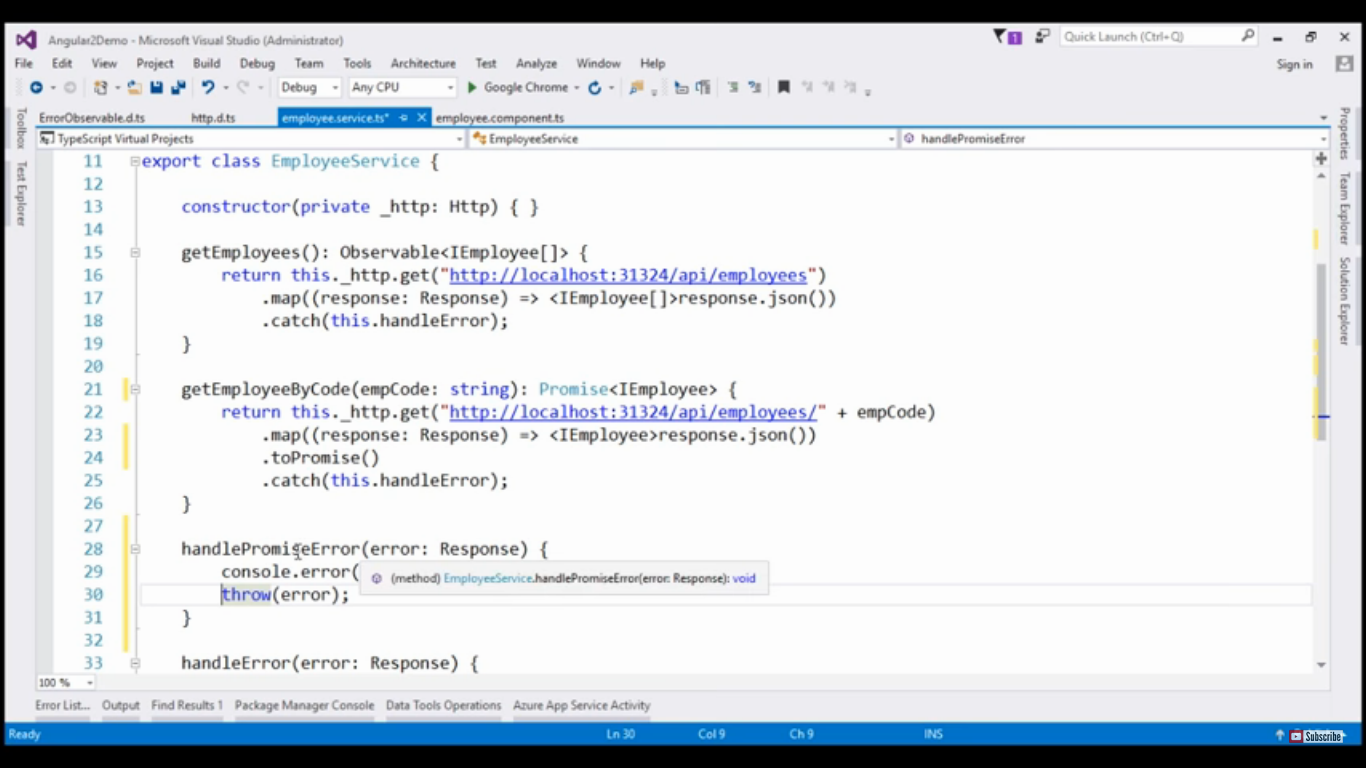 Angular2Demo - Microsoft Visual Studio (Administrator)
1
Quick Launch (Ctrl+Q)
File Edit View Project Build Debug Team Tools Architecture Test Analyze Window Help
Sign in
Debug Any CPU Google Chrome
ErrorObservable.d.ts http.d.ts employee.service.ts* employee.component.ts
TypeScript Virtual Projects EmployeeService handlePromiseError
Toolbox
Test Explorer
Properties
Team Explorer
Solution Explorer
11 export class EmployeeService {
12
13 constructor(private _http: Http) { }
14
15 getEmployees(): Observable<IEmployee[]> {
16 return this._http.get("http://localhost:31324/api/employees")
17 .map((response: Response) => <IEmployee[]>response.json())
18 .catch(this.handleError);
19 }
20
21 getEmployeeByCode(empCode: string): Promise<IEmployee> {
22 return this._http.get("http://localhost:31324/api/employees/" + empCode)
23 .map((response: Response) => <IEmployee>response.json())
24 .toPromise()
25 .catch(this.handleError);
26 }
27
28 handlePromiseError(error: Response) {
29 console.error(
(method) EmployeeService.handlePromiseError(error: Response): void
30 throw(error);
31 }
32
33 handleError(error: Response) {
100 %
Error List... Output Find Results 1 Package Manager Console Data Tools Operations Azure App Service Activity
Ready Ln 30 Col 9 Ch 9 INS
Subscribe